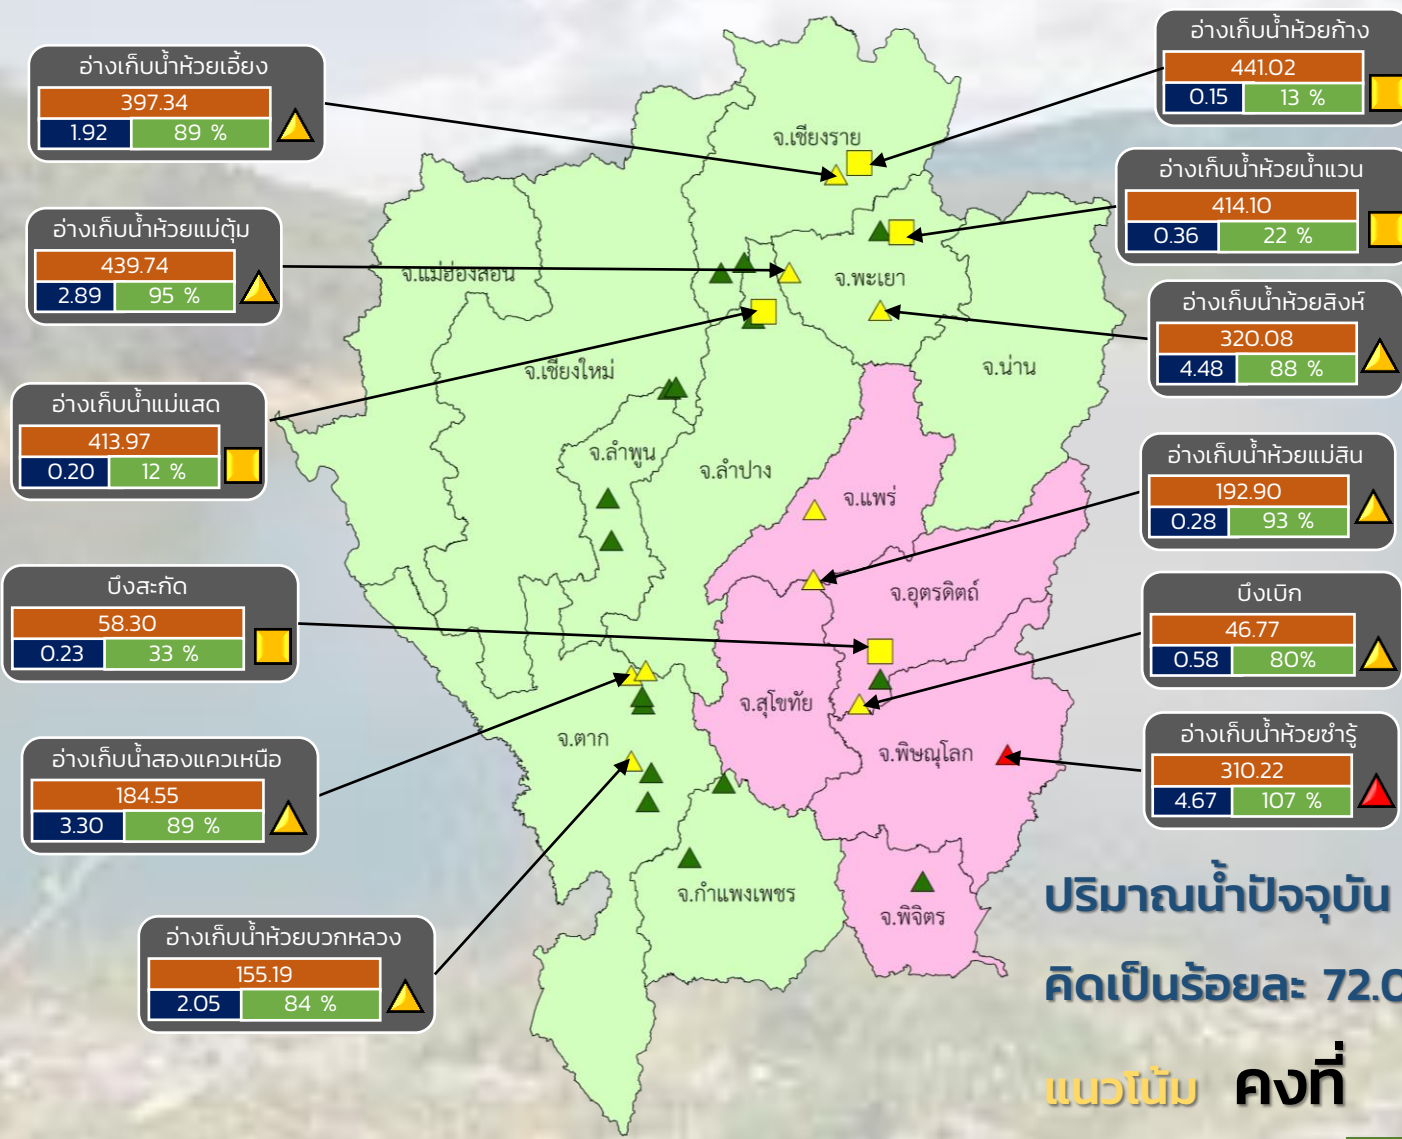 อ่างเก็บน้ำห้วยเอี้ยง
397.34
1.92 89 %
อ่างเก็บน้ำห้วยแม่ตุ้ม
439.74
2.89 95 %
อ่างเก็บน้ำแม่แสด
413.97
0.20 12 %
บึงสะกัด
58.30
0.23 33 %
อ่างเก็บน้ำสองแควเหนือ
184.55
3.30 89 %
อ่างเก็บน้ำห้วยบวกหลวง
155.19
2.05 84 %
จ.เชียงราย
จ.แม่ฮ่องสอน
จ.พะเยา
จ.เชียงใหม่
จ.น่าน
จ.ลำพูน
จ.ลำปาง
จ.แพร่
จ.อุตรดิตถ์
จ.สุโขทัย
จ.ตาก
จ.พิษณุโลก
จ.กำแพงเพชร
จ.พิจิตร
อ่างเก็บน้ำห้วยก้าง
441.02
0.15 13 %
อ่างเก็บน้ำห้วยน้ำแวน
414.10
0.36 22 %
อ่างเก็บน้ำห้วยสิงห์
320.08
4.48 88 %
อ่างเก็บน้ำห้วยแม่สิน
192.90
0.28 93 %
บึงเบิก
46.77
0.58 80%
อ่างเก็บน้ำห้วยซำรู้
310.22
4.67 107 %
ปริมาณน้ำปัจจุบัน
คิดเป็นร้อยละ 72.0
แนวโน้ม คงที่